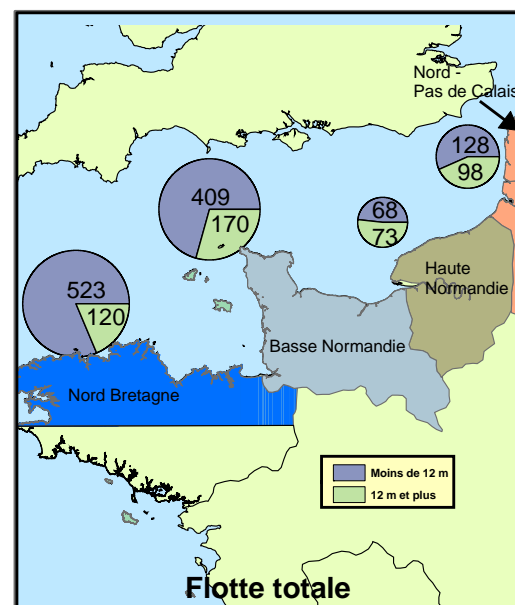 Nord -
Pas de Calais
128
98
409
170
68
73
523
120
Haute
Normandie
Basse Normandie
Nord Bretagne
Moins de 12 m
12 m et plus
Flotte totale